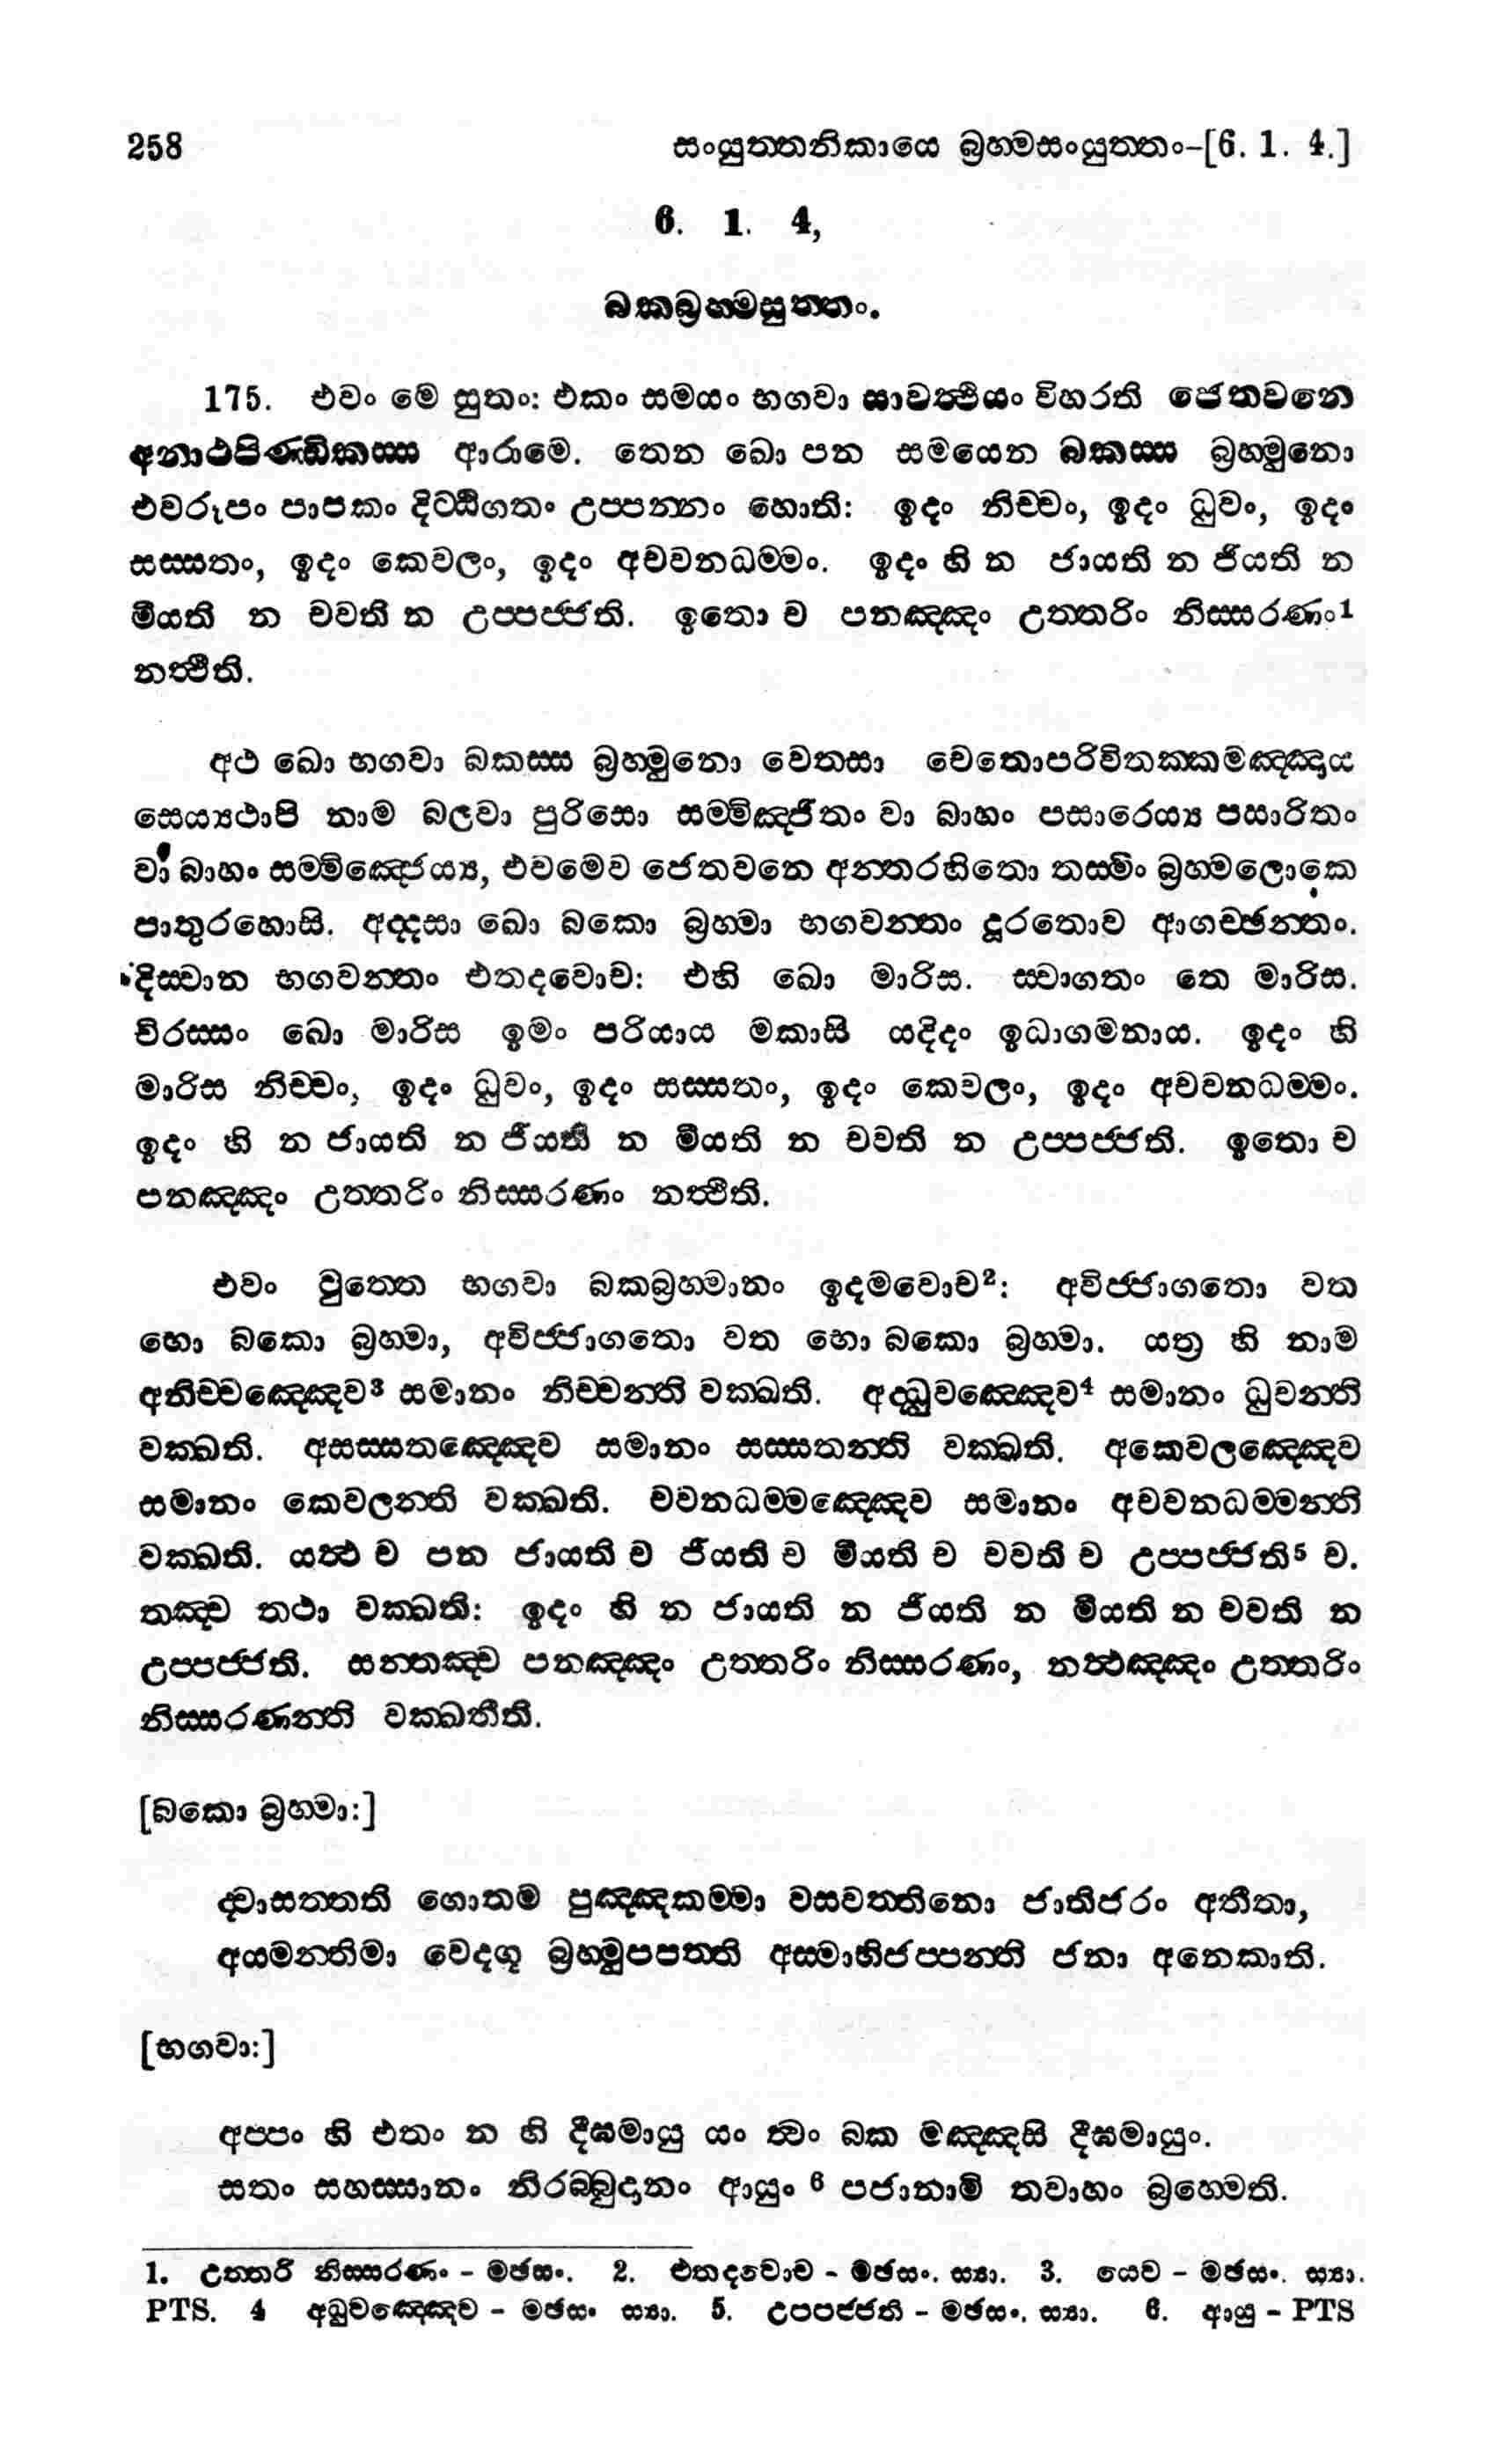 258 සංයුත්තනිකායෙ බ්‍රහ්මසංයුත්තං–[6. 1. 4.]
6. 1. 4,
බකබ්‍රහ්මසුත්තං.
175. එවං මෙ සුතං: එකං සමයං භගවා සාවත්‍ථියං විහරති ජෙතවනෙ
අනාථපිණ්ඩිකස්ස ආරාමෙ. තෙන ඛො පන සමයෙන බකස්ස බ්‍රහ්මුනො
එවරූපං පාපකං දිට්ඨිගතං උප්පන්නං හොති: ඉදං නිච්චං, ඉදං ධුවං, ඉදං
සස්සතං, ඉදං කෙවලං, ඉදං අචවනධම්මං. ඉදං හි න ජායති න ජීයති න
මීයති න චවති න උප්පජ්ජති. ඉතො ච පනඤ්ඤං උත්තරිං නිස්සරණං1
නත්‍ථීති.
අථ ඛො භගවා බකස්ස බ්‍රහ්මුනො චෙතසා චෙතොපරිවිතක්කමඤ්ඤාය
සෙය්‍යථාපි නාම බලවා පුරිසො සම්මිඤ්ජිතං වා බාහං පසාරෙය්‍ය පසාරිතං
වා බාහං සම්මිඤ්ජෙය්‍ය, එවමෙව ජෙතවනෙ අන්තරහිතො තස්මිං බ්‍රහ්මලොකෙ
පාතුරහොසි. අද්දසා ඛො බකො බ්‍රහ්මා භගවන්තං දූරතොව ආගච්ඡන්තං.
දිස්වාන භගවන්තං එතදවොච: එහි ඛො මාරිස. ස්වාගතං තෙ මාරිස.
චිරස්සං ඛො මාරිස ඉමං පරියාය මකාසි යදිදං ඉධාගමනාය. ඉදං හි
මාරිස නිච්චං, ඉදං ධුවං, ඉදං සස්සතං, ඉදං කෙවලං, ඉදං අචවනධම්මං.
ඉදං හි න ජායති න ජීයති න මීයති න චවති න උප්පජ්ජති. ඉතො ච
පනඤ්ඤං උත්තරිං නිස්සරණං නත්‍ථීති.
එවං වුත්තෙ භගවා බකබ්‍රහ්මානං ඉදමවොච2: අවිජ්ජාගතො වත
භො බකො බ්‍රහ්මා, අවිජ්ජාගතො වත භො බකො බ්‍රහ්මා. යත්‍ර හි නාම
අනිච්චඤ්ඤෙව3 සමානං නිච්චන්ති වක්ඛති. අද්ධුවඤ්ඤෙව4 සමානං ධුවන්ති
වක්ඛති. අසස්සතඤ්ඤෙව සමානං සස්සතන්ති වක්ඛති. අකෙවලඤ්ඤෙව
සමානං කෙවලන්ති වක්ඛති. චවනධම්මඤ්ඤෙව සමානං අචවනධම්මන්ති
වක්ඛති. යත්‍ථ ච පන ජායති ච ජීයති ච මීයති ච චවති ච උප්පජ්ජති5 ච.
තඤ්ච තථා වක්ඛති: ඉදං හි න ජායති න ජීයති න මීයති න චවති න
උප්පජ්ජති. සන්තඤ්ච පනඤ්ඤං උත්තරිං නිස්සරණං, නත්‍ථඤ්ඤං උත්තරිං
නිස්සරණන්ති වක්ඛතීති.
[බකො බ්‍රහ්මා:]
ද්වාසත්තති ගොතම පුඤ්ඤකම්මා වසවත්තිනො ජාතිජරං අතීතා,
අයමන්තිමා වෙදගූ බ්‍රහ්මුපපත්ති අස්මාභිජප්පන්ති ජනා අනෙකාති.
[භගවා:]
අප්පං හි එතං න හි දීඝමායු යං ත්‍වං බක මඤ්ඤසි දීඝමායුං.
සතං සහස්සානං නිරබ්බුදානං ආයුං 6 පජානාමි තවාහං බ්‍රහ්මෙති.
1. උත්තරි නිස්සරණං - මඡසං. 2. එතදවොච - මඡසං. ස්‍යා. 3. යෙව - මඡසං. ස්‍යා.
PTS. 4 අධුවඤ්ඤෙව - මඡසං ස්‍යා. 5. උපපජ්ජති - මඡසං, ස්‍යා. 6. ආයු - PTS